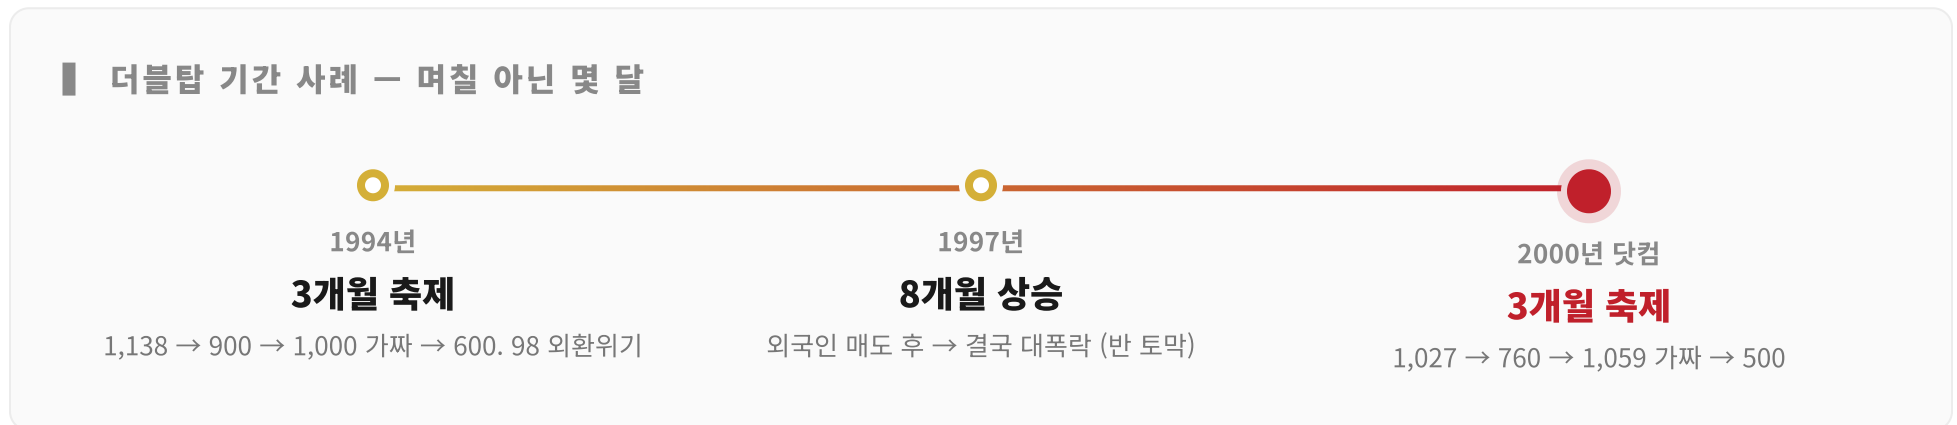 더블탑 기간 사례 — 며칠 아닌 몇 달
1994년
3개월 축제
1,138 → 900 → 1,000 가짜 → 600. 98 외환위기
1997년
8개월 상승
외국인 매도 후 → 결국 대폭락 (반 토막)
2000년 닷컴
3개월 축제
1,027 → 760 → 1,059 가짜 → 500